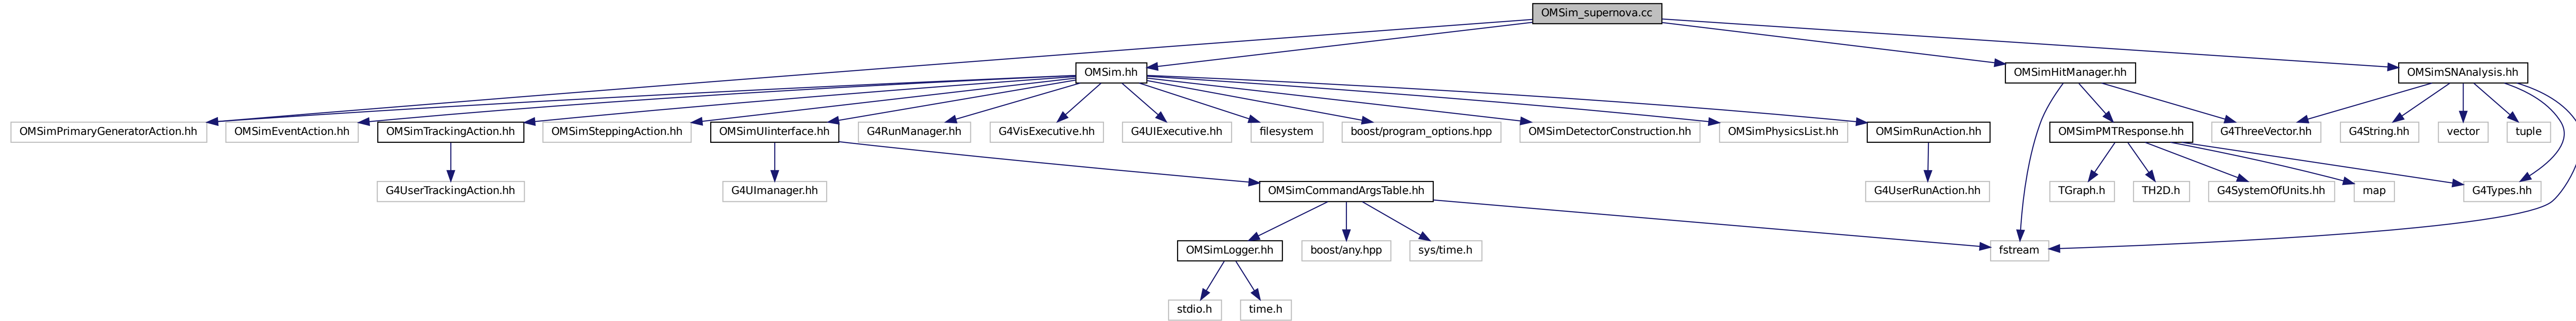 OMSim_supernova.cc
OMSim.hh
OMSimHitManager.hh
OMSimSNAnalysis.hh
OMSimPrimaryGeneratorAction.hh
OMSimEventAction.hh
OMSimTrackingAction.hh
OMSimSteppingAction.hh
OMSimUIinterface.hh
G4RunManager.hh
G4VisExecutive.hh
G4UIExecutive.hh
filesystem
boost/program_options.hpp
OMSimDetectorConstruction.hh
OMSimPhysicsList.hh
OMSimRunAction.hh
OMSimPMTResponse.hh
G4ThreeVector.hh
G4String.hh
vector
tuple
G4UserTrackingAction.hh
G4UImanager.hh
OMSimCommandArgsTable.hh
G4UserRunAction.hh
TGraph.h
TH2D.h
G4SystemOfUnits.hh
map
G4Types.hh
OMSimLogger.hh
boost/any.hpp
sys/time.h
fstream
stdio.h
time.h